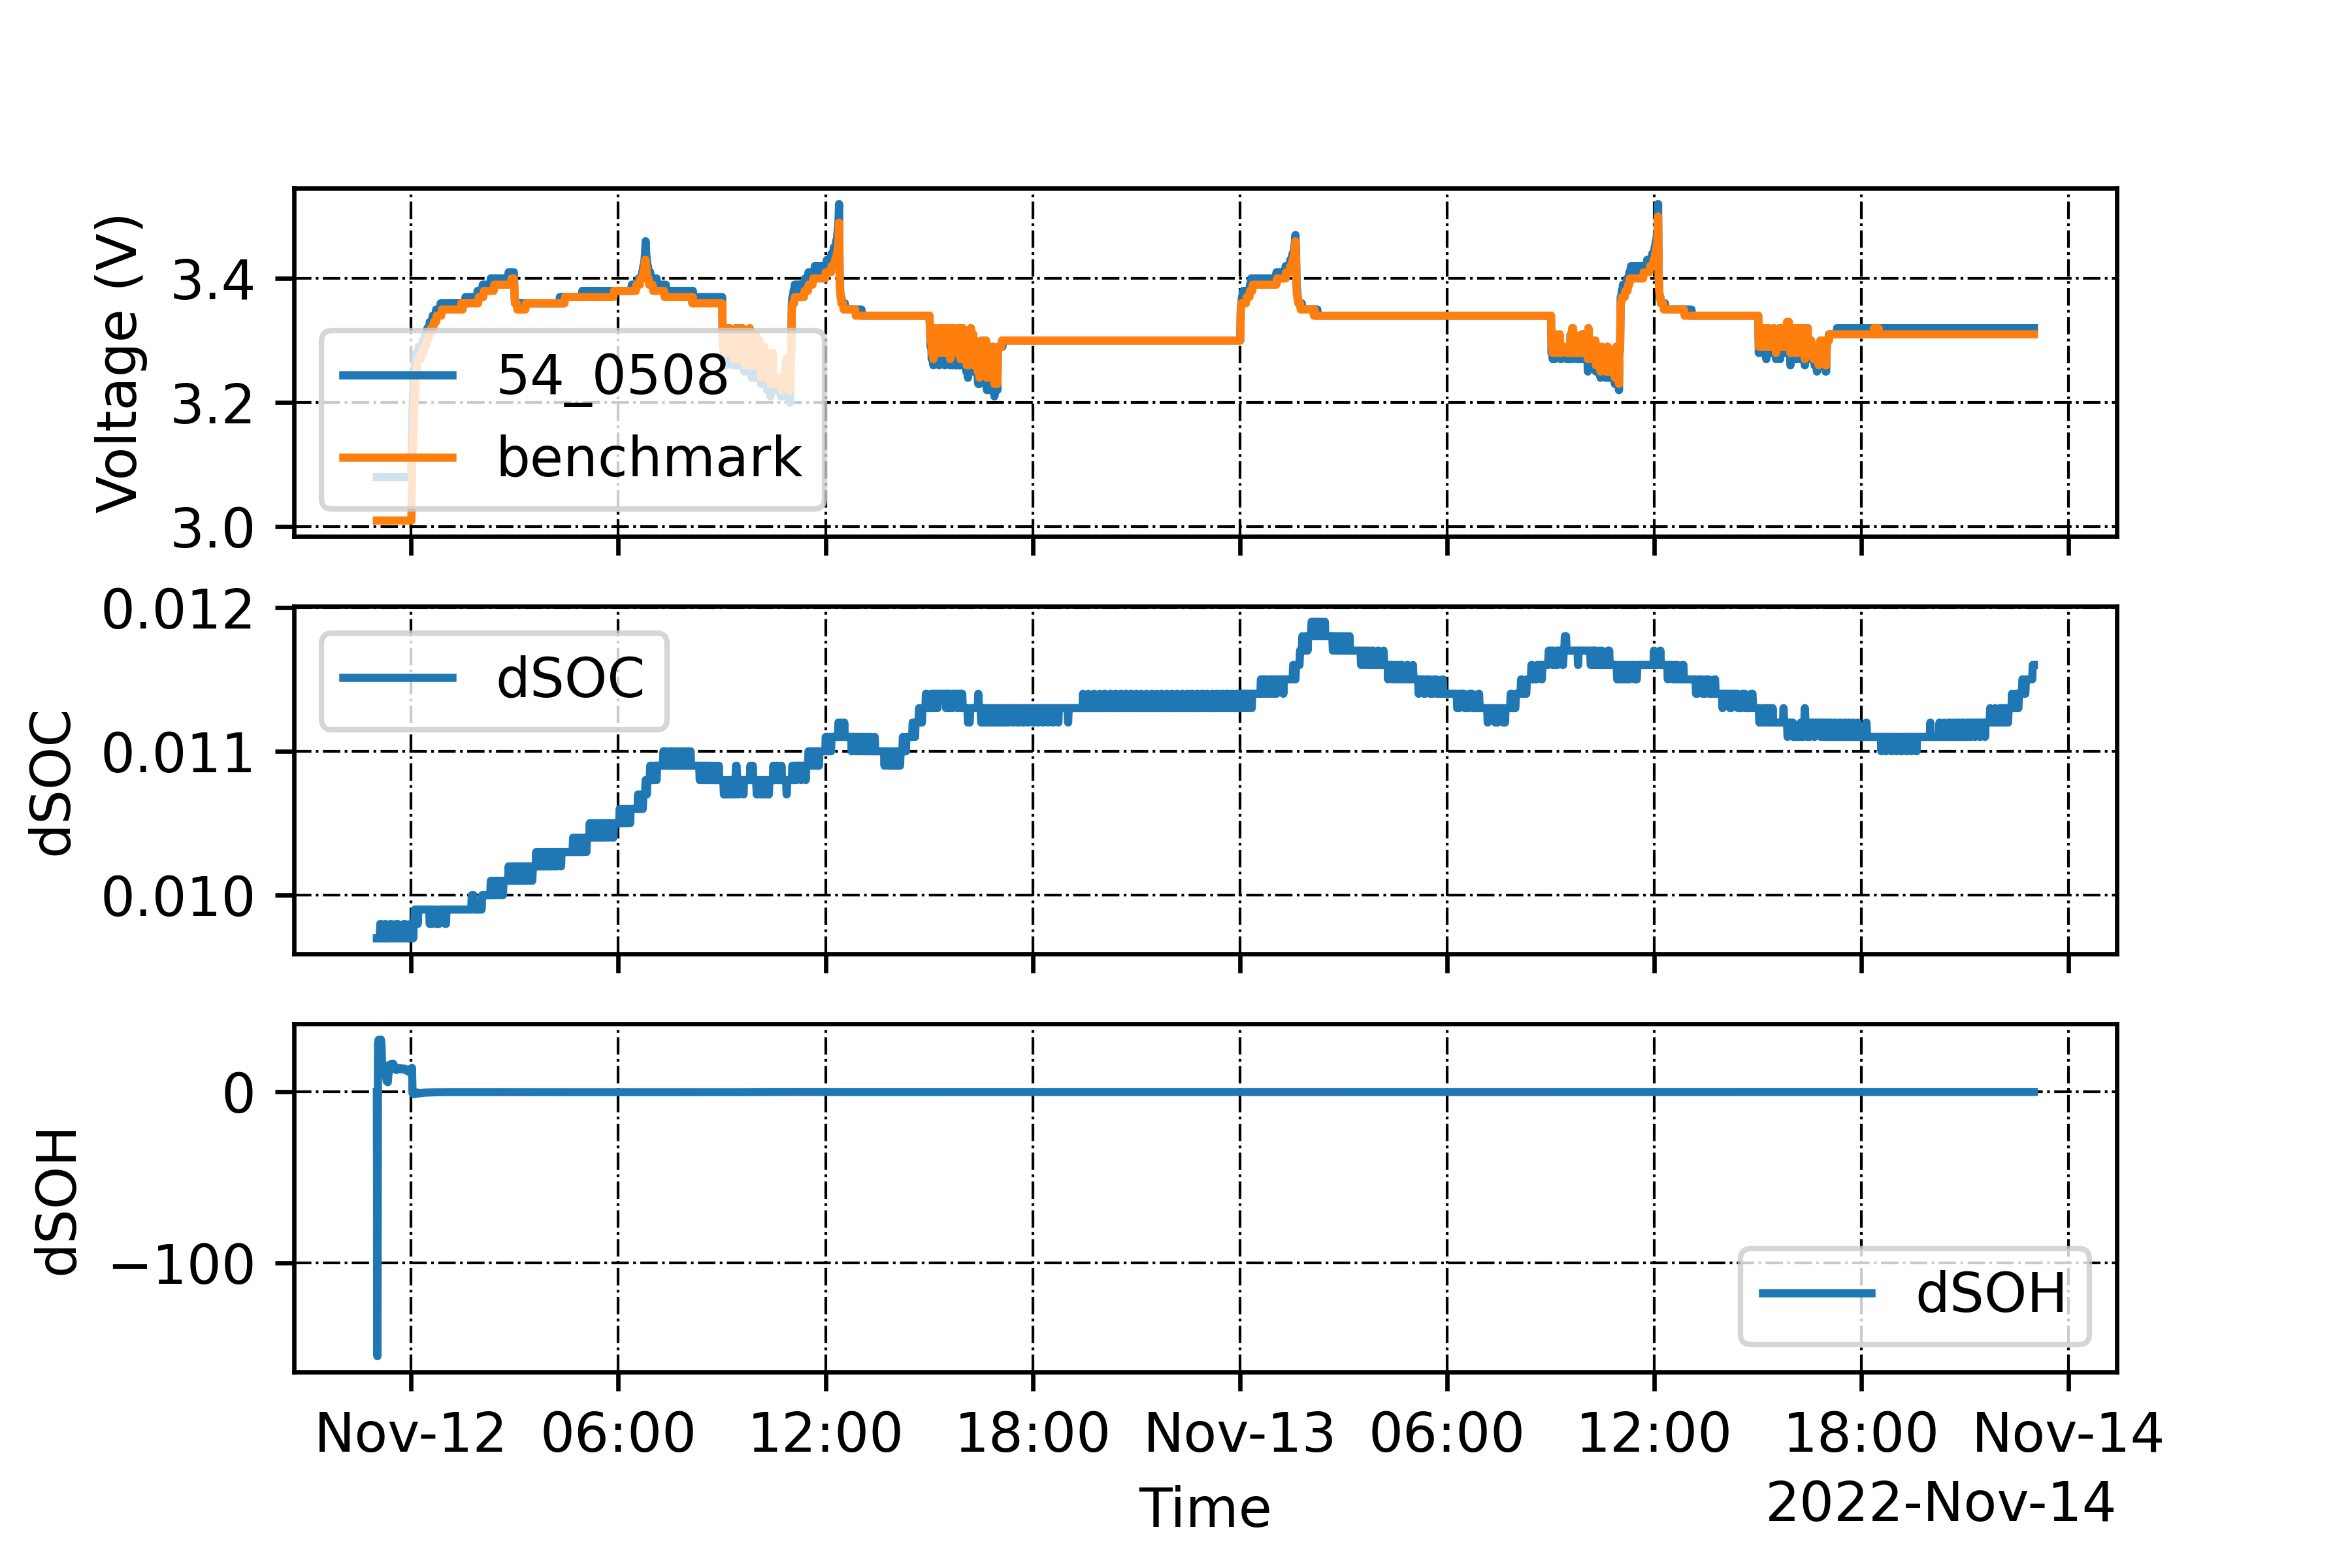 Voltage (V)
3.4
3.2
3.0
54_0508
benchmark
dSOC
0.012
0.011
0.010
dSOC
dSOH
0
−100
dSOH
Nov-12 06:00 12:00 18:00 Nov-13 06:00 12:00 18:00 Nov-14
Time
2022-Nov-14